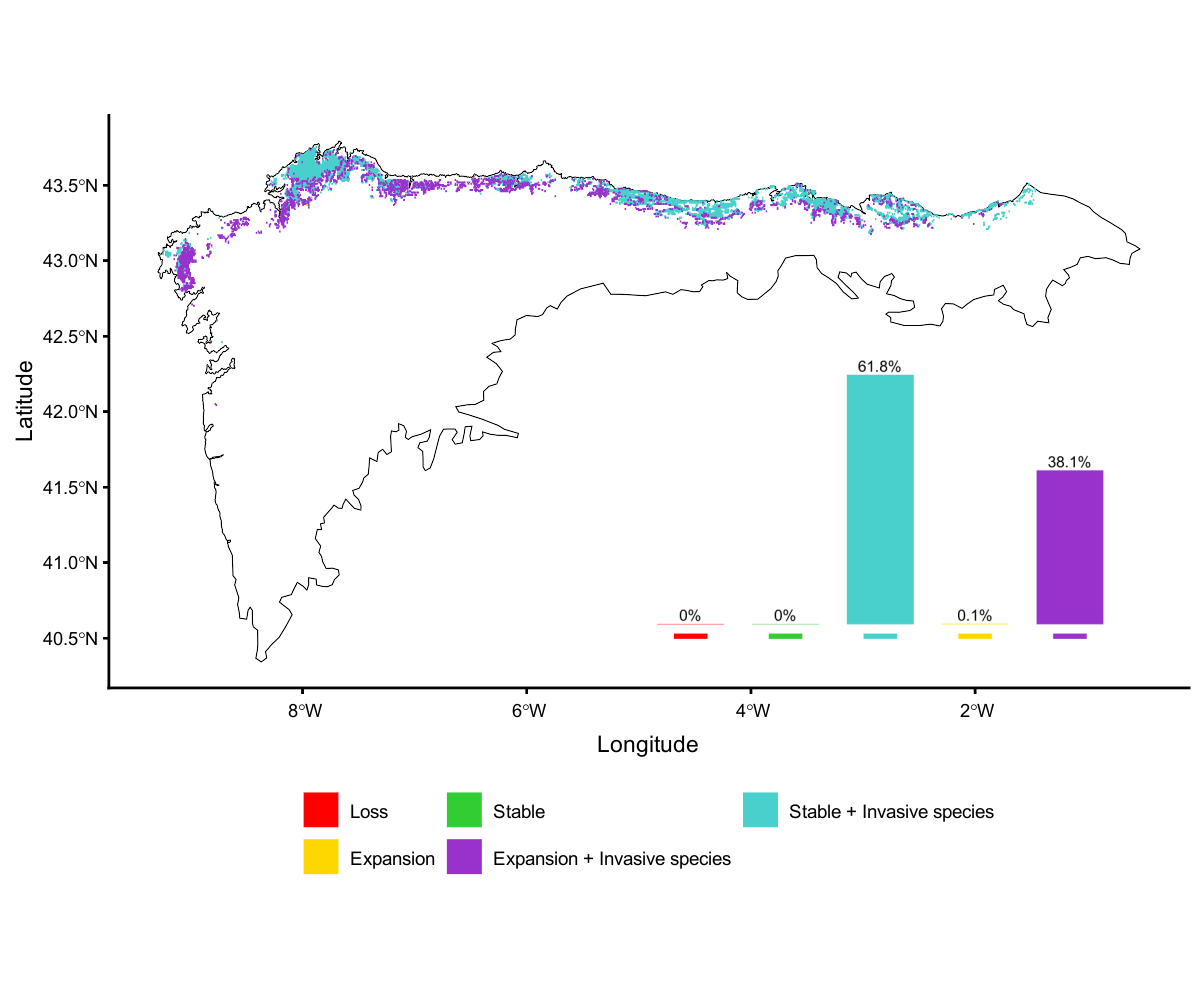 43.5°N
43.0°N
42.5°N
42.0°N
41.5°N
41.0°N
40.5°N
Latitude
61.8%
38.1%
0%
0%
0.1%
8°W
6°W
4°W
2°W
Longitude
Loss
Stable
Stable + Invasive species
Expansion
Expansion + Invasive species